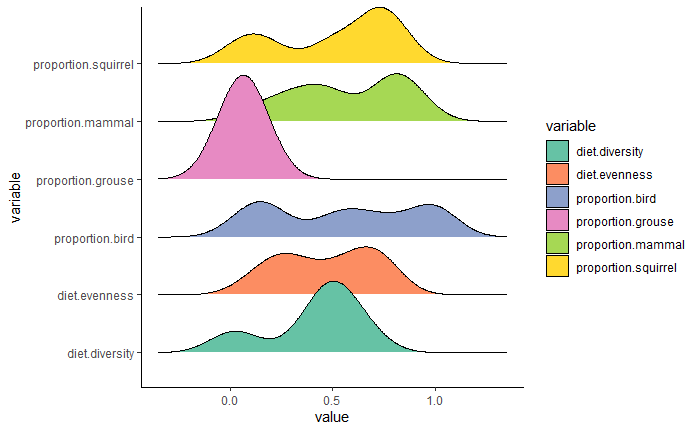 proportion.squirrel
proportion.mammal
proportion.grouse
proportion.bird
diet.evenness
diet.diversity
variable
0.0 0.5 1.0
value
variable
diet.diversity
diet.evenness
proportion.bird
proportion.grouse
proportion.mammal
proportion.squirrel